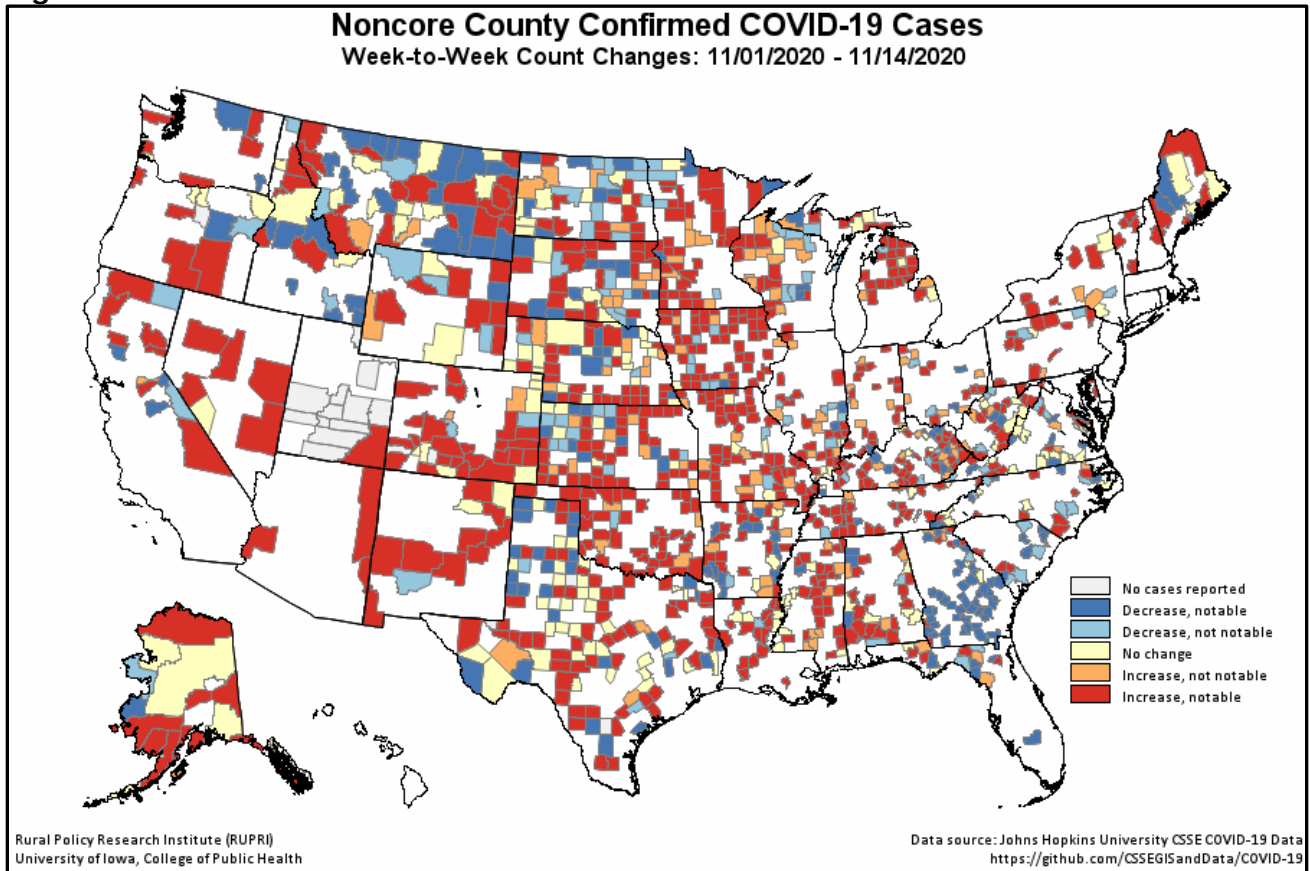 Noncore County Confirmed COVID-19 Cases
Week-to-Week Count Changes: 11/01/2020 - 11/14/2020
No cases reported
Decrease, notable
Decrease, not notable
No change
Increase, not notable
Increase, notable
Rural Policy Research Institute (RUPRI)
University of Iowa, College of Public Health
Data source: Johns Hopkins University CSSE COVID-19 Data
https://github.com/CSSEGISandData/COVID-19